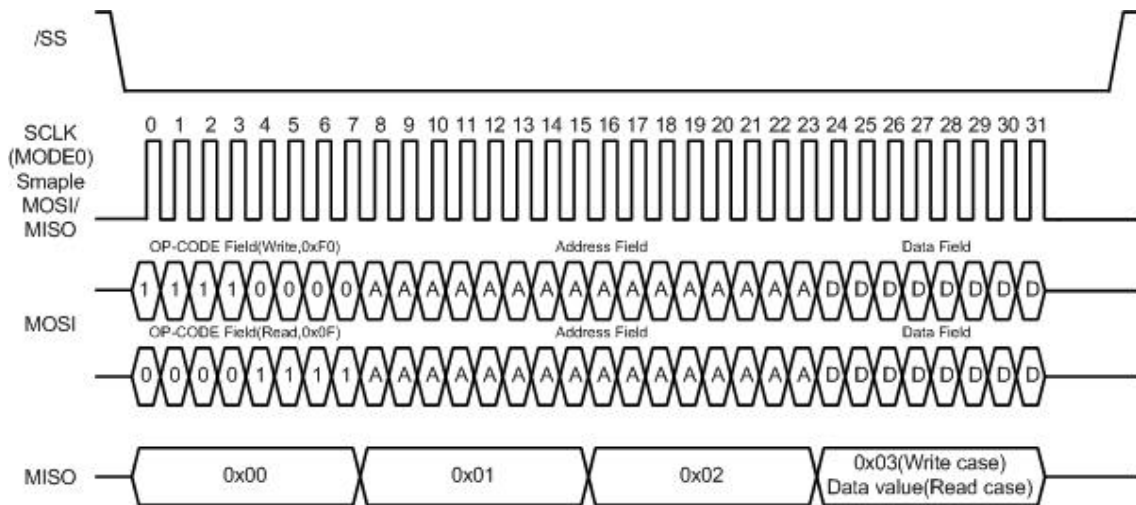 /SS
0 1 2 3 4 5 6 7 8 9 10 11 12 13 14 15 16 17 18 19 20 21 22 23 24 25 26 27 28 29 30 31
SCLK
(MODE0)
Smaple
MOSI/
MISO
OP-CODE Field(Write,0xF0) Address Field Data Field
1 1 1 1 0 0 0 0 A A A A A A A A A A A A A A A A D D D D D D D D
MOSI
OP-CODE Field(Read,0x0F) Address Field Data Field
0 0 0 0 1 1 1 1 A A A A A A A A A A A A A A A A D D D D D D D D
MISO
0x00 0x01 0x02 0x03(Write case)
Data value(Read case)